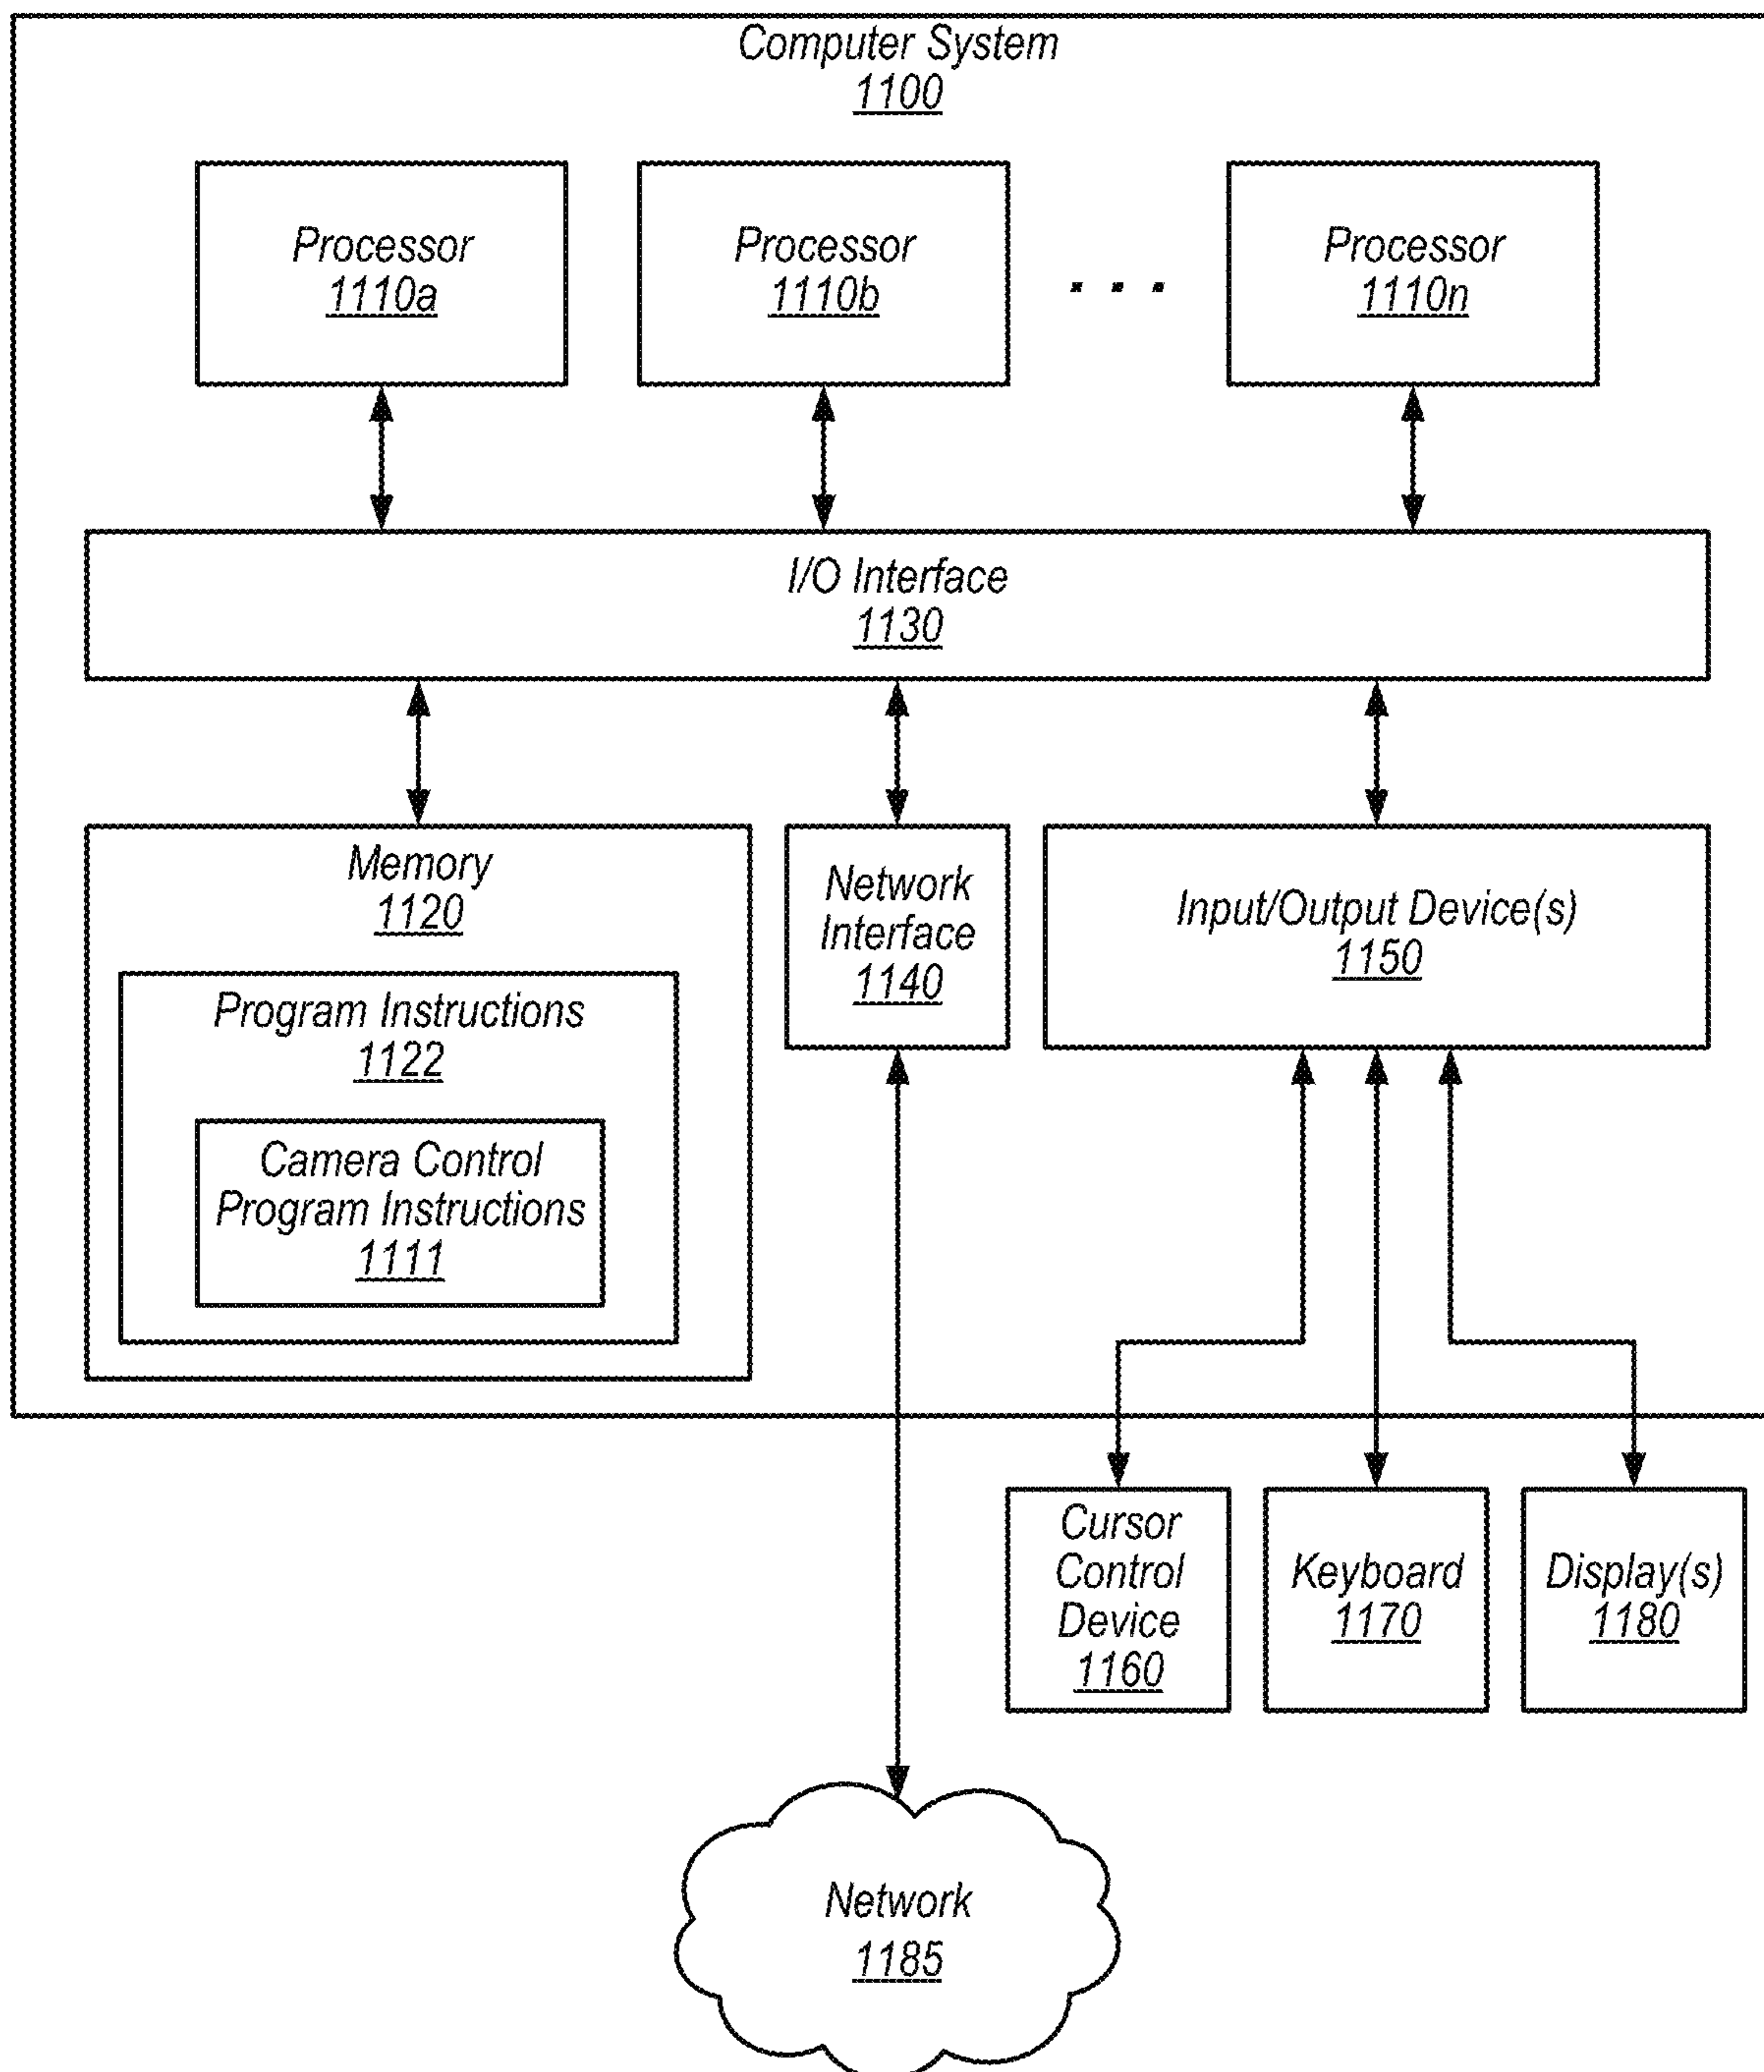 Computer System
1100
Processor
1110a
Processor
1110b
. . .
Processor
1110n
I/O Interface
1130
Memory
1120
Program Instructions
1122
Camera Control
Program Instructions
1111
Network
Interface
1140
Input/Output Device(s)
1150
Cursor
Control
Device
1160
Keyboard
1170
Display(s)
1180
Network
1185